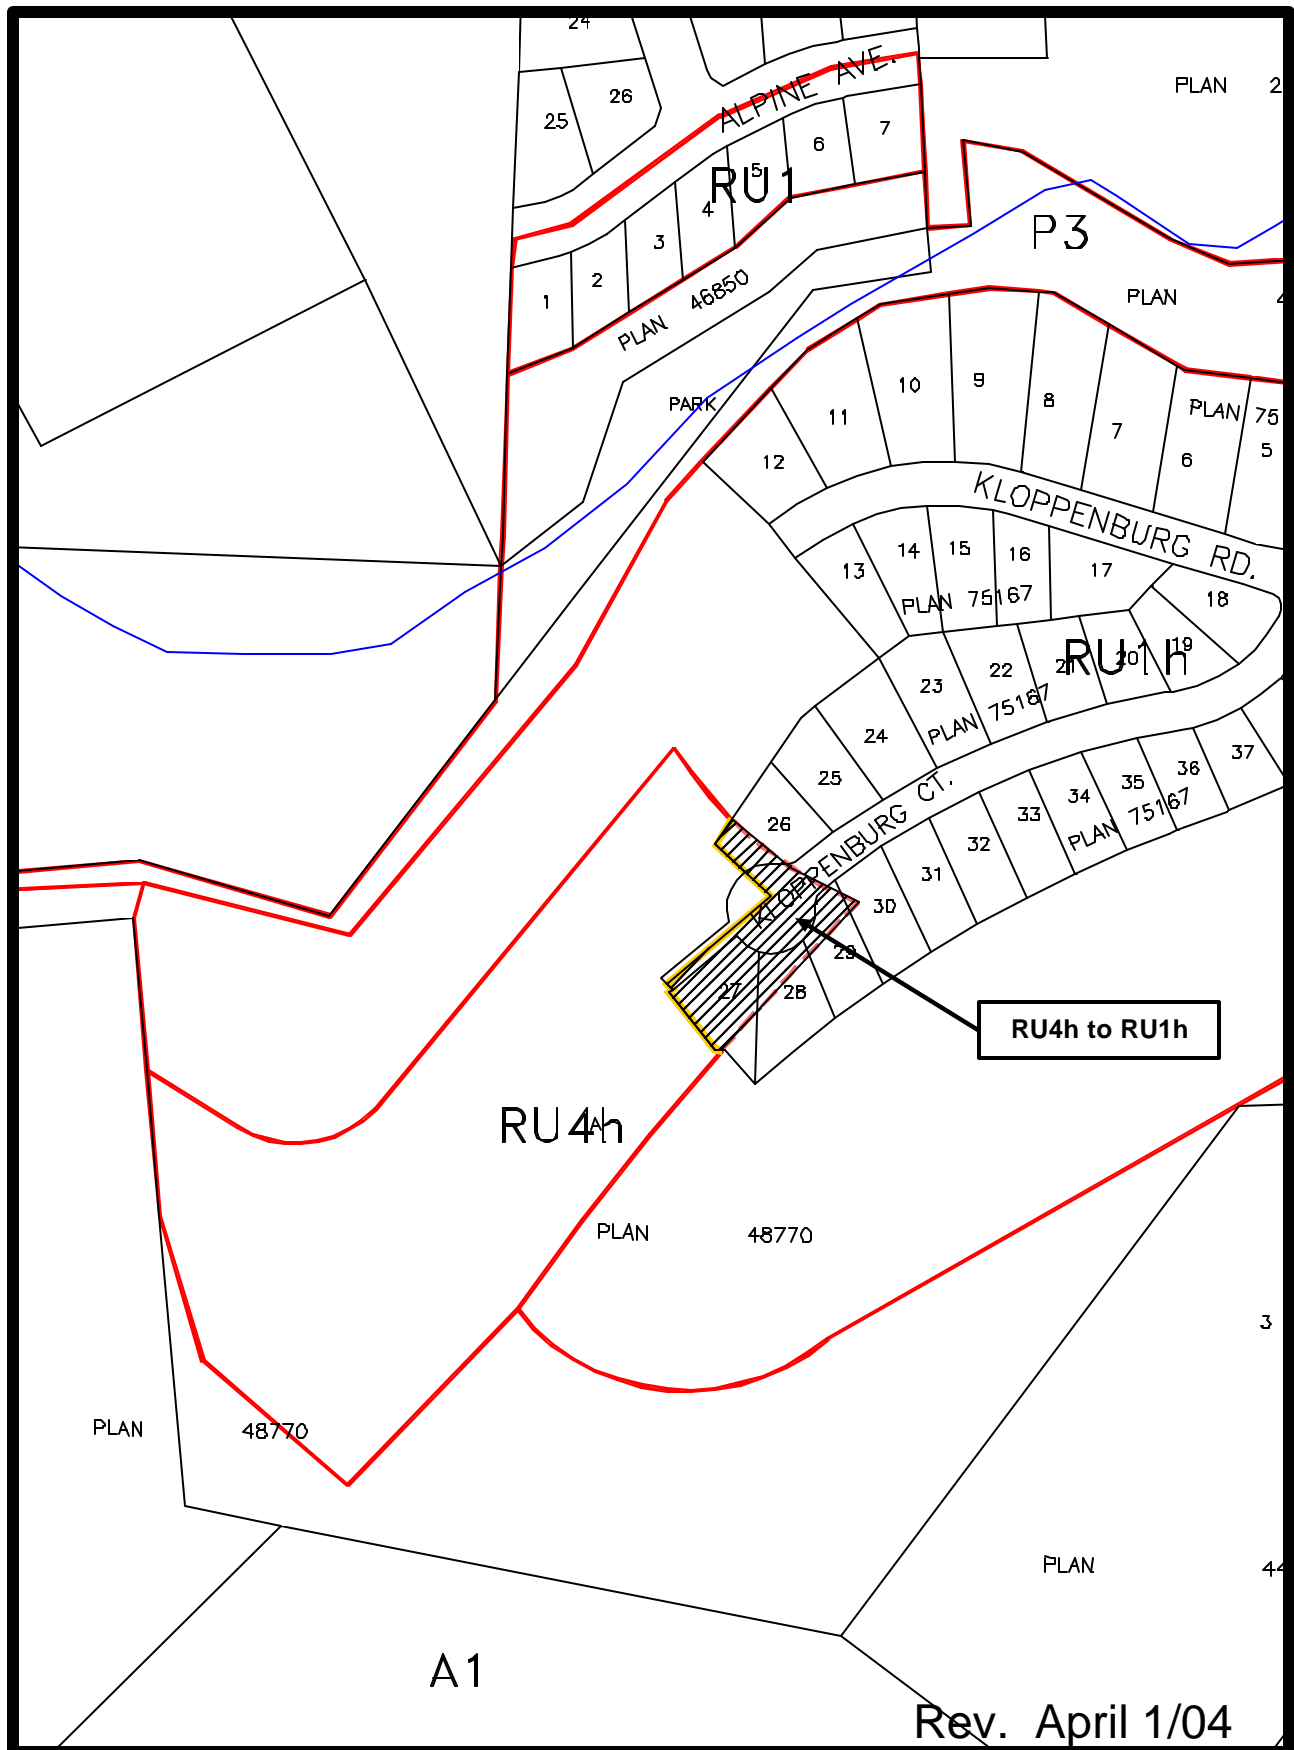 24
26
25
ALPINE AVE.
PLAN 2
7
6
5
RU1
4
3
2
1
P3
PLAN 46850
PLAN 4
PARK
12
11
10
9
8
7
6
5
PLAN 75
KLOPPENBURG RD.
13
14
15
16
17
18
PLAN 75167
RU1h
19
20
21
22
23
24
25
26
PLAN 75167
KLOPPENBURG CT.
37
36
35
34
33
32
31
30
29
28
27
PLAN 75167
RU4h to RU1h
RU4h
A
PLAN 48770
3
PLAN 48770
PLAN 44
A1
Rev. April 1/04